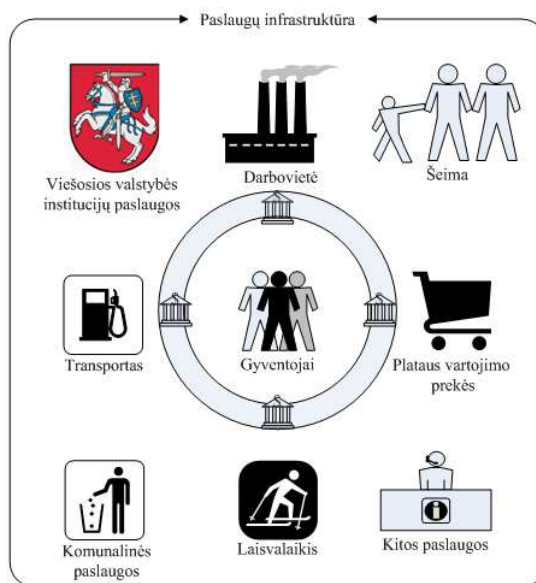 Paslaugų infrastruktūra
Viešosios valstybės
institucijų paslaugos
Darbovietė
Šeima
Transportas
Gyventojai
Plataus vartojimo
prekės
Komunalinės
paslaugos
Laisvalaikis
Kitos paslaugos